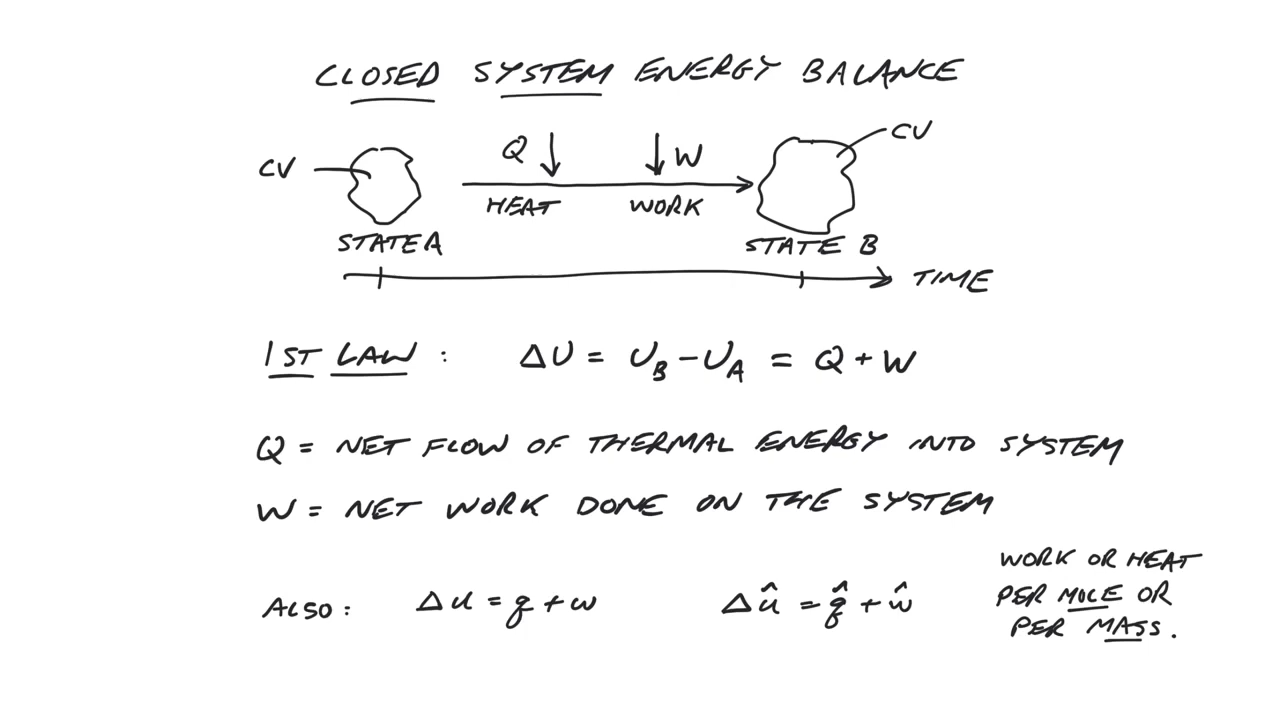 CLOSED SYSTEM ENERGY BALANCE
CV
Q
W
CV
HEAT
WORK
STATE A
STATE B
TIME
1ST LAW : ΔU = U_B - U_A = Q + W
Q = NET FLOW OF THERMAL ENERGY INTO SYSTEM
W = NET WORK DONE ON THE SYSTEM
ALSO: Δu = q + w    Δû = q̂ + ŵ
WORK OR HEAT
PER MOLE OR
PER MASS.